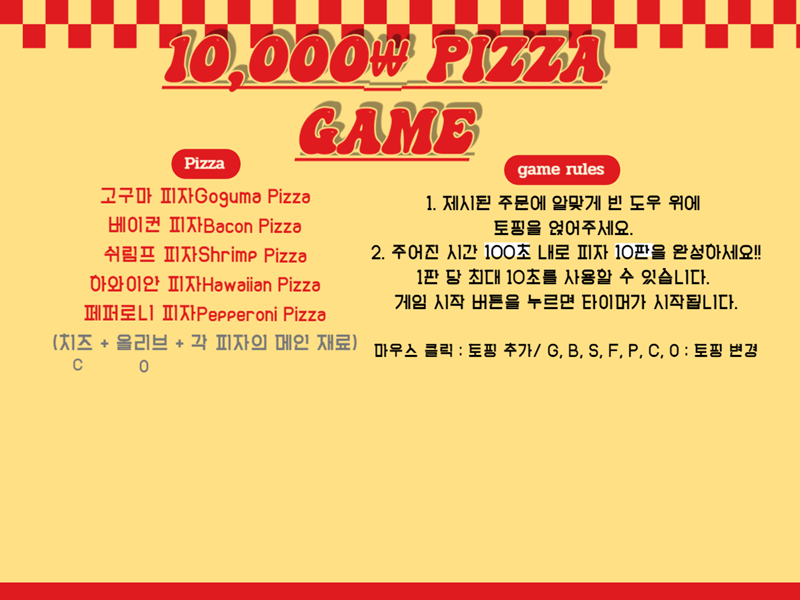 10,000₩ PIZZA
GAME
Pizza
고구마 피자Goguma Pizza
베이컨 피자Bacon Pizza
쉬림프 피자Shrimp Pizza
하와이안 피자Hawaiian Pizza
페퍼로니 피자Pepperoni Pizza
(치즈 + 올리브 + 각 피자의 메인 재료)
C O
game rules
1. 제시된 주문에 알맞게 빈 도우 위에
토핑을 얹어주세요.
2. 주어진 시간 100초 내로 피자 10판을 완성하세요!!
1판 당 최대 10초를 사용할 수 있습니다.
게임 시작 버튼을 누르면 타이머가 시작됩니다.
마우스 클릭 : 토핑 추가/ G, B, S, F, P, C, O : 토핑 변경